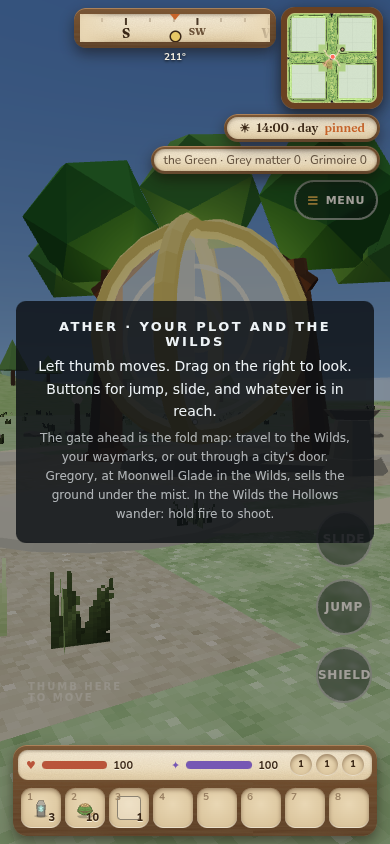 S SW W
211°
☀ 14:00 · day pinned
the Green · Grey matter 0 · Grimoire 0
≡ MENU
ATHER · YOUR PLOT AND THE
WILDS
Left thumb moves. Drag on the right to look.
Buttons for jump, slide, and whatever is in
reach.
The gate ahead is the fold map: travel to the Wilds,
your waymarks, or out through a city's door.
Gregory, at Moonwell Glade in the Wilds, sells the
ground under the mist. In the Wilds the Hollows
wander: hold fire to shoot.
SLIDE
JUMP
SHIELD
THUMB HERE
TO MOVE
♥ 100 ✦ 100 1 1 1
1 2 3 4 5 6 7 8
3 10 1